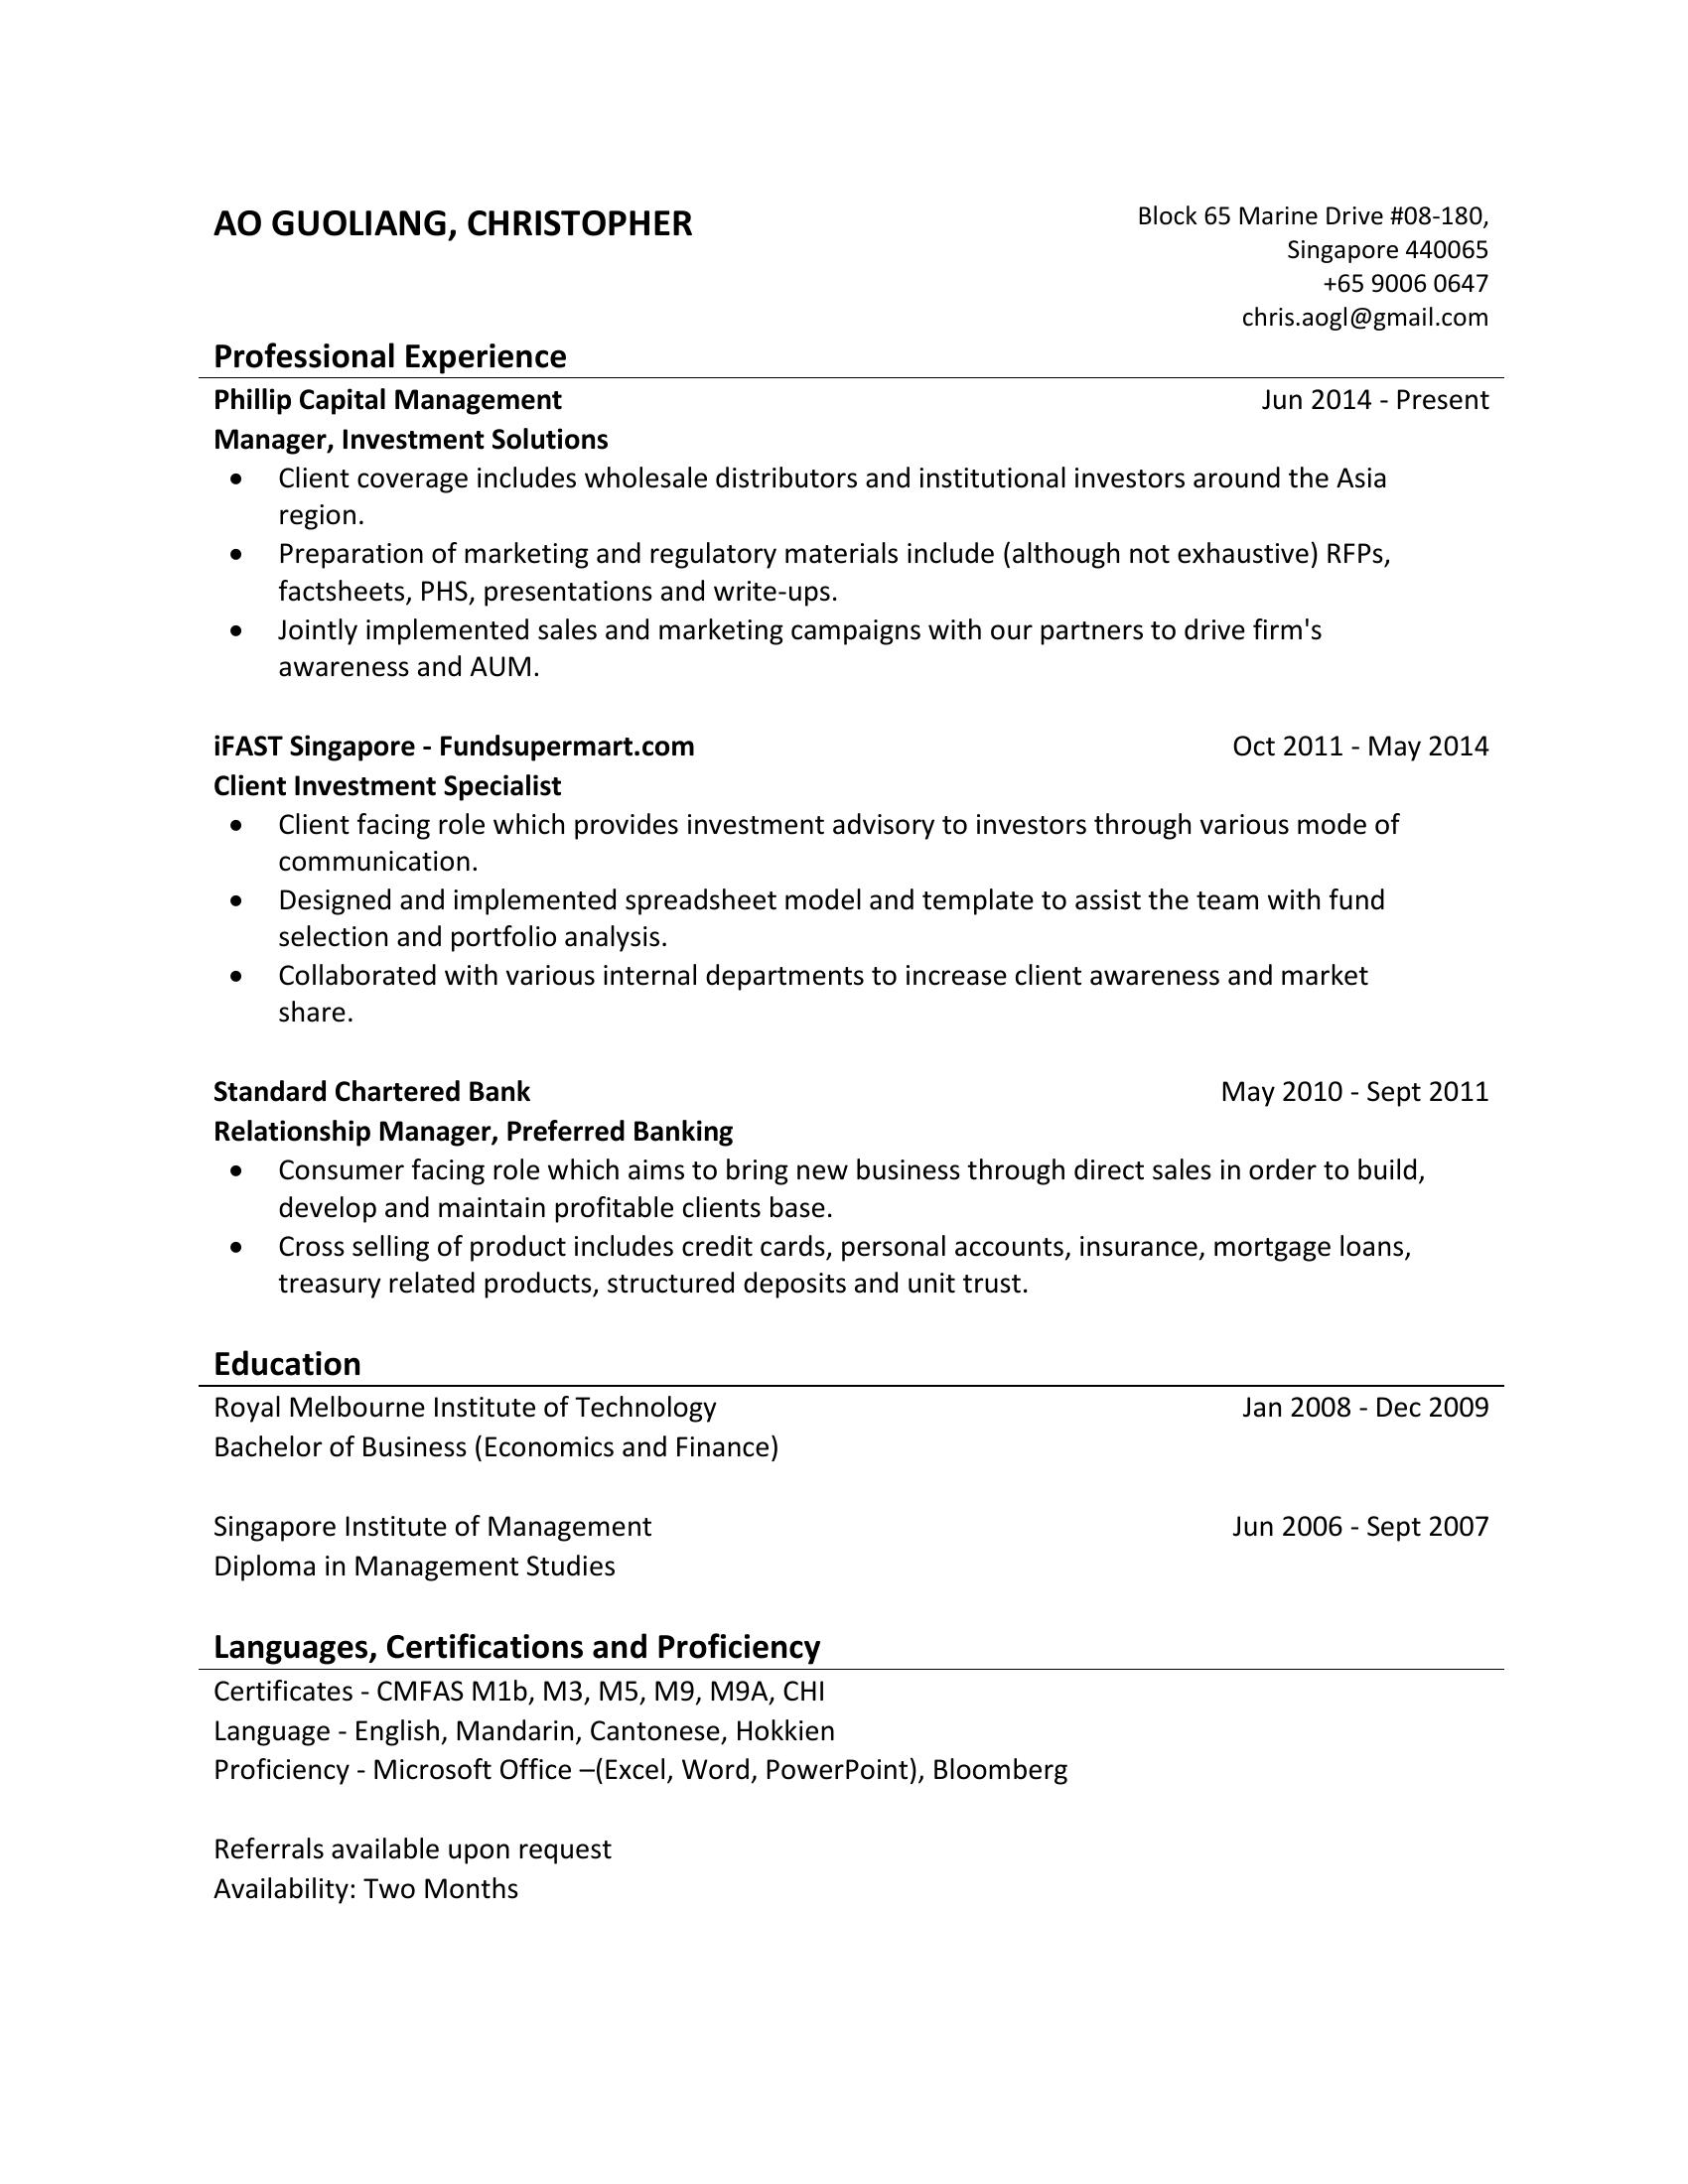 AO GUOLIANG, CHRISTOPHER
Block 65 Marine Drive #08-180,
Singapore 440065
+65 9006 0647
chris.aogl@gmail.com
Professional Experience
Phillip Capital Management Jun 2014 - Present
Manager, Investment Solutions
• Client coverage includes wholesale distributors and institutional investors around the Asia
region.
• Preparation of marketing and regulatory materials include (although not exhaustive) RFPs,
factsheets, PHS, presentations and write-ups.
• Jointly implemented sales and marketing campaigns with our partners to drive firm's
awareness and AUM.
iFAST Singapore - Fundsupermart.com Oct 2011 - May 2014
Client Investment Specialist
• Client facing role which provides investment advisory to investors through various mode of
communication.
• Designed and implemented spreadsheet model and template to assist the team with fund
selection and portfolio analysis.
• Collaborated with various internal departments to increase client awareness and market
share.
Standard Chartered Bank May 2010 - Sept 2011
Relationship Manager, Preferred Banking
• Consumer facing role which aims to bring new business through direct sales in order to build,
develop and maintain profitable clients base.
• Cross selling of product includes credit cards, personal accounts, insurance, mortgage loans,
treasury related products, structured deposits and unit trust.
Education
Royal Melbourne Institute of Technology Jan 2008 - Dec 2009
Bachelor of Business (Economics and Finance)
Singapore Institute of Management Jun 2006 - Sept 2007
Diploma in Management Studies
Languages, Certifications and Proficiency
Certificates - CMFAS M1b, M3, M5, M9, M9A, CHI
Language - English, Mandarin, Cantonese, Hokkien
Proficiency - Microsoft Office –(Excel, Word, PowerPoint), Bloomberg
Referrals available upon request
Availability: Two Months